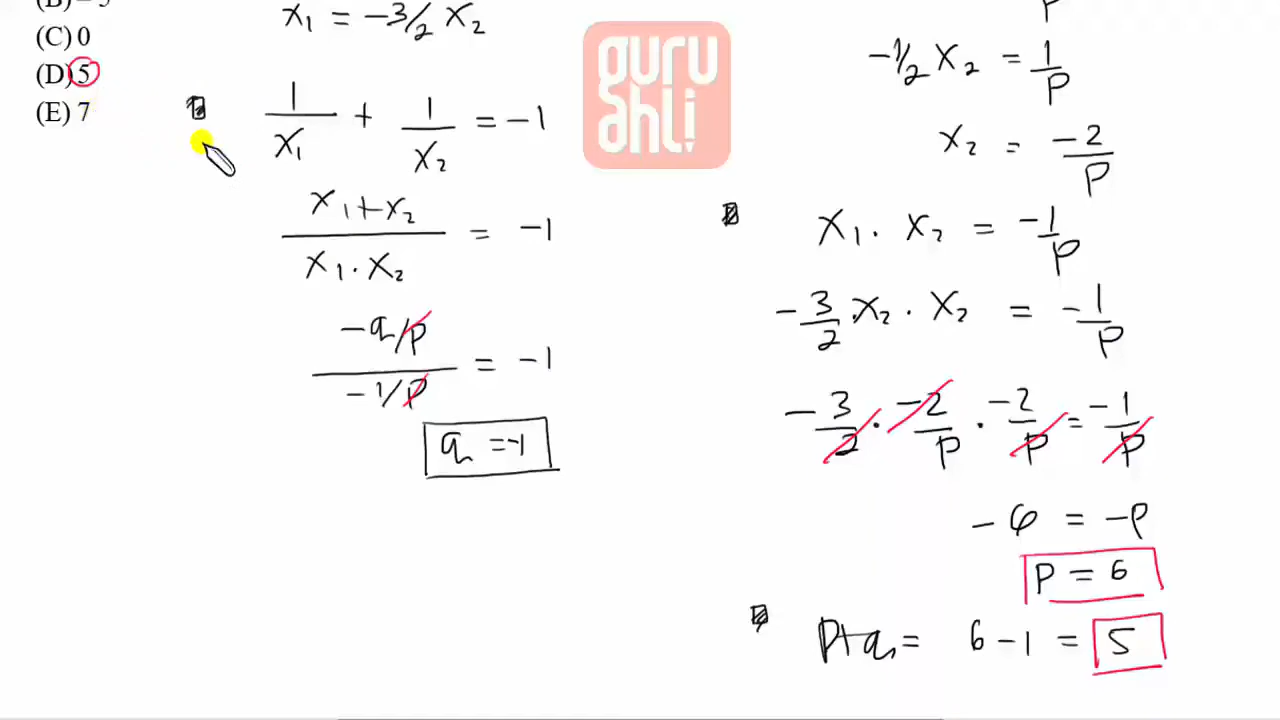 (B) – 5
(C) 0
(D) 5
(E) 7
x₁ = -3/2 x₂
1/x₁ + 1/x₂ = -1
(x₁+x₂)/(x₁·x₂) = -1
(-q/p)/(-1/p) = -1
q = -1
guru
ahli
P
-1/2 x₂ = 1/P
x₂ = -2/P
x₁ · x₂ = -1/P
-3/2 · x₂ · x₂ = -1/P
-3/2 · -2/P · -2/P = -1/P
-6 = -P
P = 6
P+q = 6-1 = 5